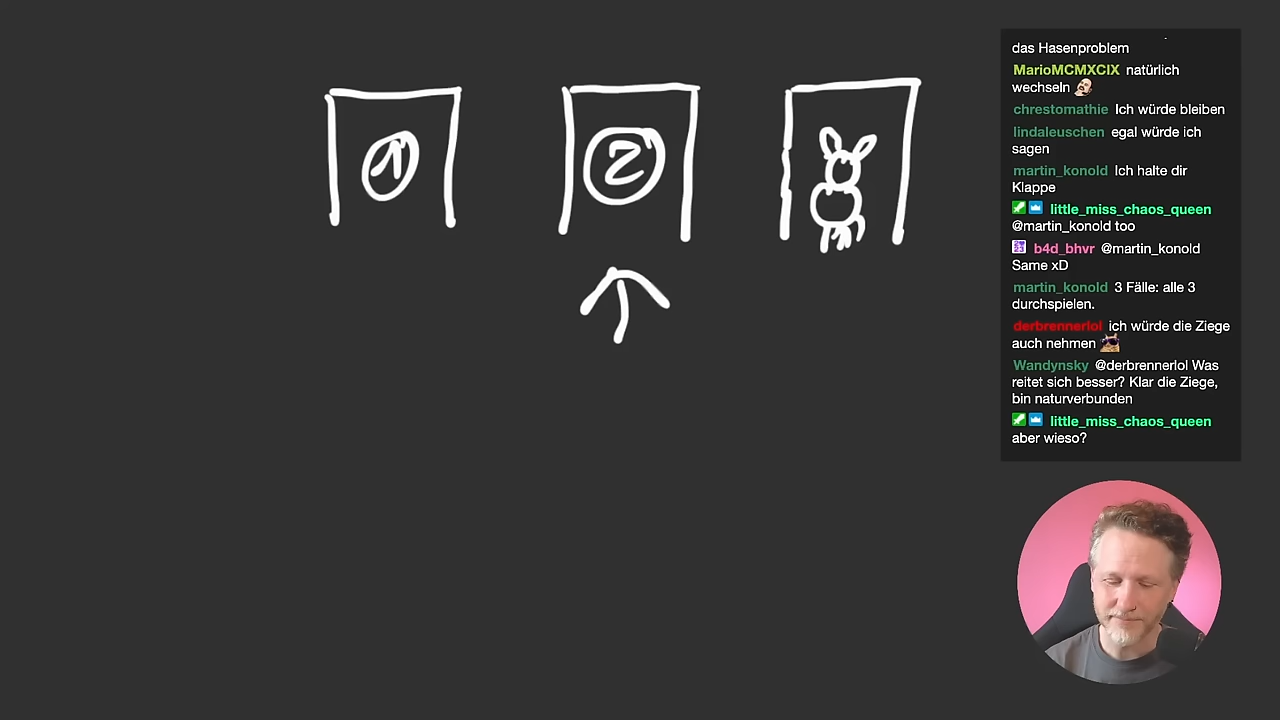 1
2
das Hasenproblem
MarioMCMXCIX natürlich
wechseln
chrestomathie Ich würde bleiben
lindaleuschen egal würde ich
sagen
martin_konold Ich halte dir
Klappe
little_miss_chaos_queen
@martin_konold too
b4d_bhvr @martin_konold
Same xD
martin_konold 3 Fälle: alle 3
durchspielen.
derbrennerlol ich würde die Ziege
auch nehmen
Wandynsky @derbrennerlol Was
reitet sich besser? Klar die Ziege,
bin naturverbunden
little_miss_chaos_queen
aber wieso?